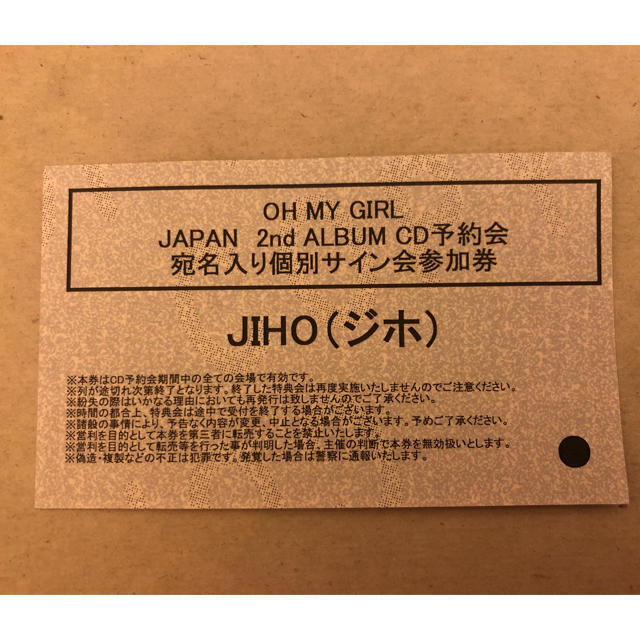 OH MY GIRL
JAPAN 2nd ALBUM CD予約会
宛名入り個別サイン会参加券
JIHO(ジホ)
※本券はCD予約会期間中の全ての会場で有効です。
※列が途切れ次第終了となります。終了した特典会は再度実施いたしませんのでご注意ください。
※紛失の際はいかなる理由においても再発行は致しませんのでご了承ください。
※時間の都合上、特典会は途中で受付を終了する場合がございます。
※諸般の事情により、予告なく内容が変更、中止となる場合がございます。予めご了承ください。
※営利を目的として本券を第三者に転売することを禁止いたします。
※営利を目的として転売等を行った事が判明した場合、主催の判断で本券を無効扱いとします。
※偽造・複製などの不正は犯罪です。発覚した場合は警察に通報いたします。